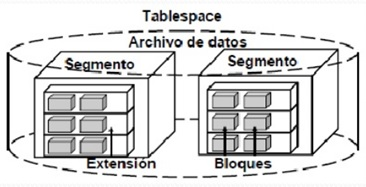 Tablespace
Archivo de datos
Segmento
Segmento
Extensión
Bloques